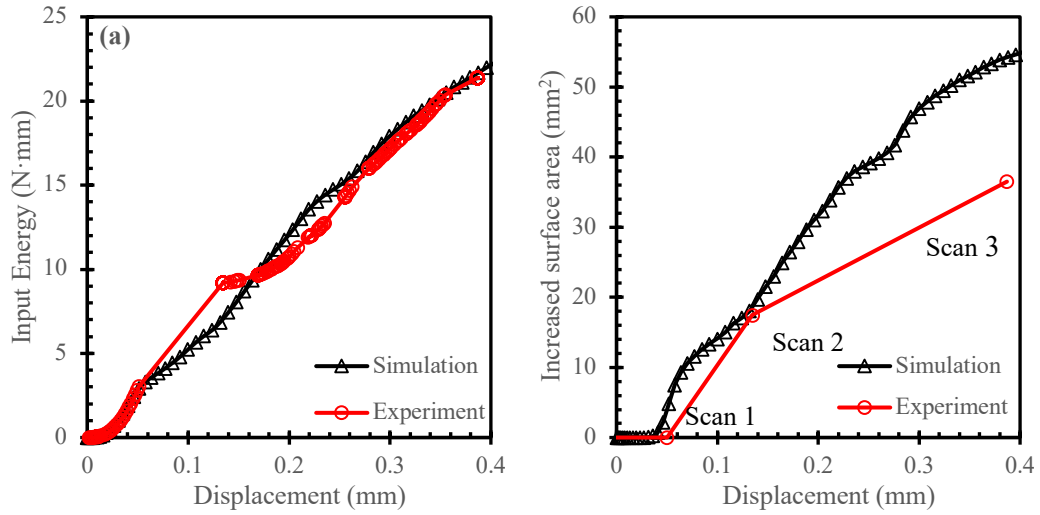 (a)
Input Energy (N·mm)
25
20
15
10
5
0
0 0.1 0.2 0.3 0.4
Displacement (mm)
Simulation
Experiment
Increased surface area (mm²)
60
50
40
30
20
10
0
0 0.1 0.2 0.3 0.4
Displacement (mm)
Scan 1
Scan 2
Scan 3
Simulation
Experiment